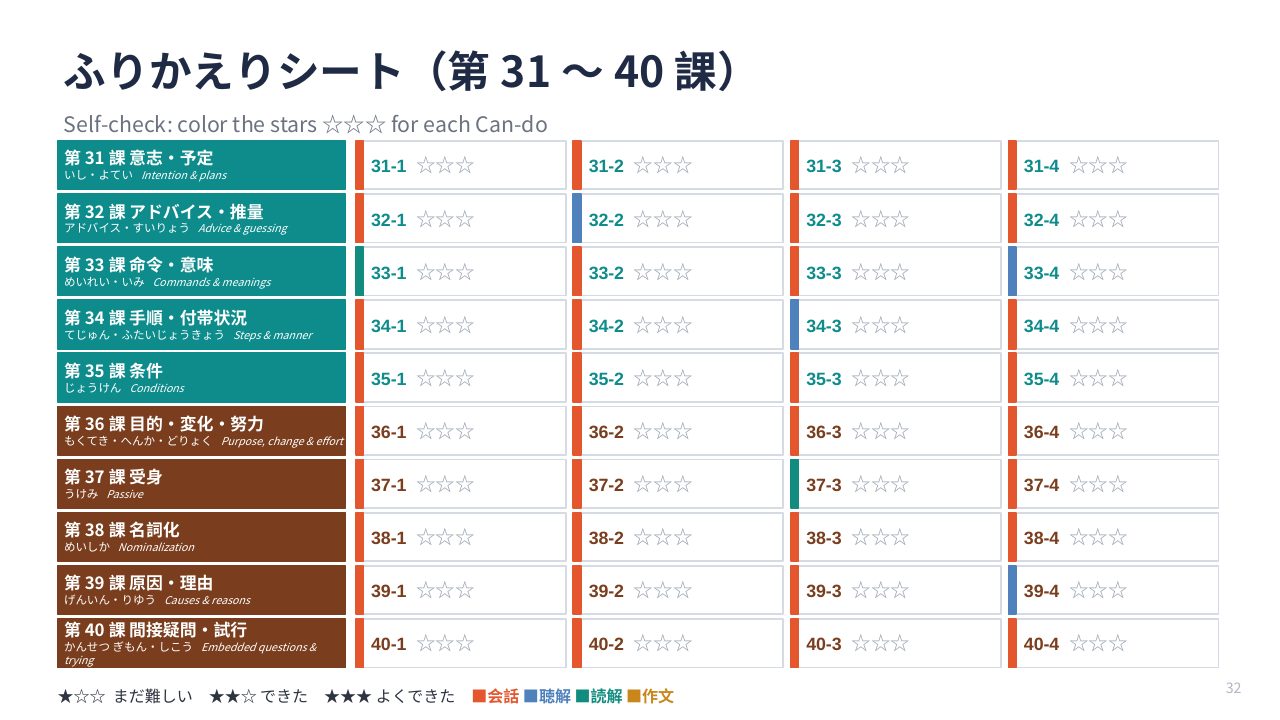 ふりかえりシート（第 31 〜 40 課）
Self-check: color the stars ☆☆☆ for each Can-do
第 31 課 意志・予定
いし・よてい Intention & plans
31-1 ☆☆☆ 31-2 ☆☆☆ 31-3 ☆☆☆ 31-4 ☆☆☆
第 32 課 アドバイス・推量
アドバイス・すいりょう Advice & guessing
32-1 ☆☆☆ 32-2 ☆☆☆ 32-3 ☆☆☆ 32-4 ☆☆☆
第 33 課 命令・意味
めいれい・いみ Commands & meanings
33-1 ☆☆☆ 33-2 ☆☆☆ 33-3 ☆☆☆ 33-4 ☆☆☆
第 34 課 手順・付帯状況
てじゅん・ふたいじょうきょう Steps & manner
34-1 ☆☆☆ 34-2 ☆☆☆ 34-3 ☆☆☆ 34-4 ☆☆☆
第 35 課 条件
じょうけん Conditions
35-1 ☆☆☆ 35-2 ☆☆☆ 35-3 ☆☆☆ 35-4 ☆☆☆
第 36 課 目的・変化・努力
もくてき・へんか・どりょく Purpose, change & effort
36-1 ☆☆☆ 36-2 ☆☆☆ 36-3 ☆☆☆ 36-4 ☆☆☆
第 37 課 受身
うけみ Passive
37-1 ☆☆☆ 37-2 ☆☆☆ 37-3 ☆☆☆ 37-4 ☆☆☆
第 38 課 名詞化
めいしか Nominalization
38-1 ☆☆☆ 38-2 ☆☆☆ 38-3 ☆☆☆ 38-4 ☆☆☆
第 39 課 原因・理由
げんいん・りゆう Causes & reasons
39-1 ☆☆☆ 39-2 ☆☆☆ 39-3 ☆☆☆ 39-4 ☆☆☆
第 40 課 間接疑問・試行
かんせつ ぎもん・しこう Embedded questions &
trying
40-1 ☆☆☆ 40-2 ☆☆☆ 40-3 ☆☆☆ 40-4 ☆☆☆
★☆☆ まだ難しい ★★☆ できた ★★★ よくできた ■会話 ■聴解 ■読解 ■作文
32